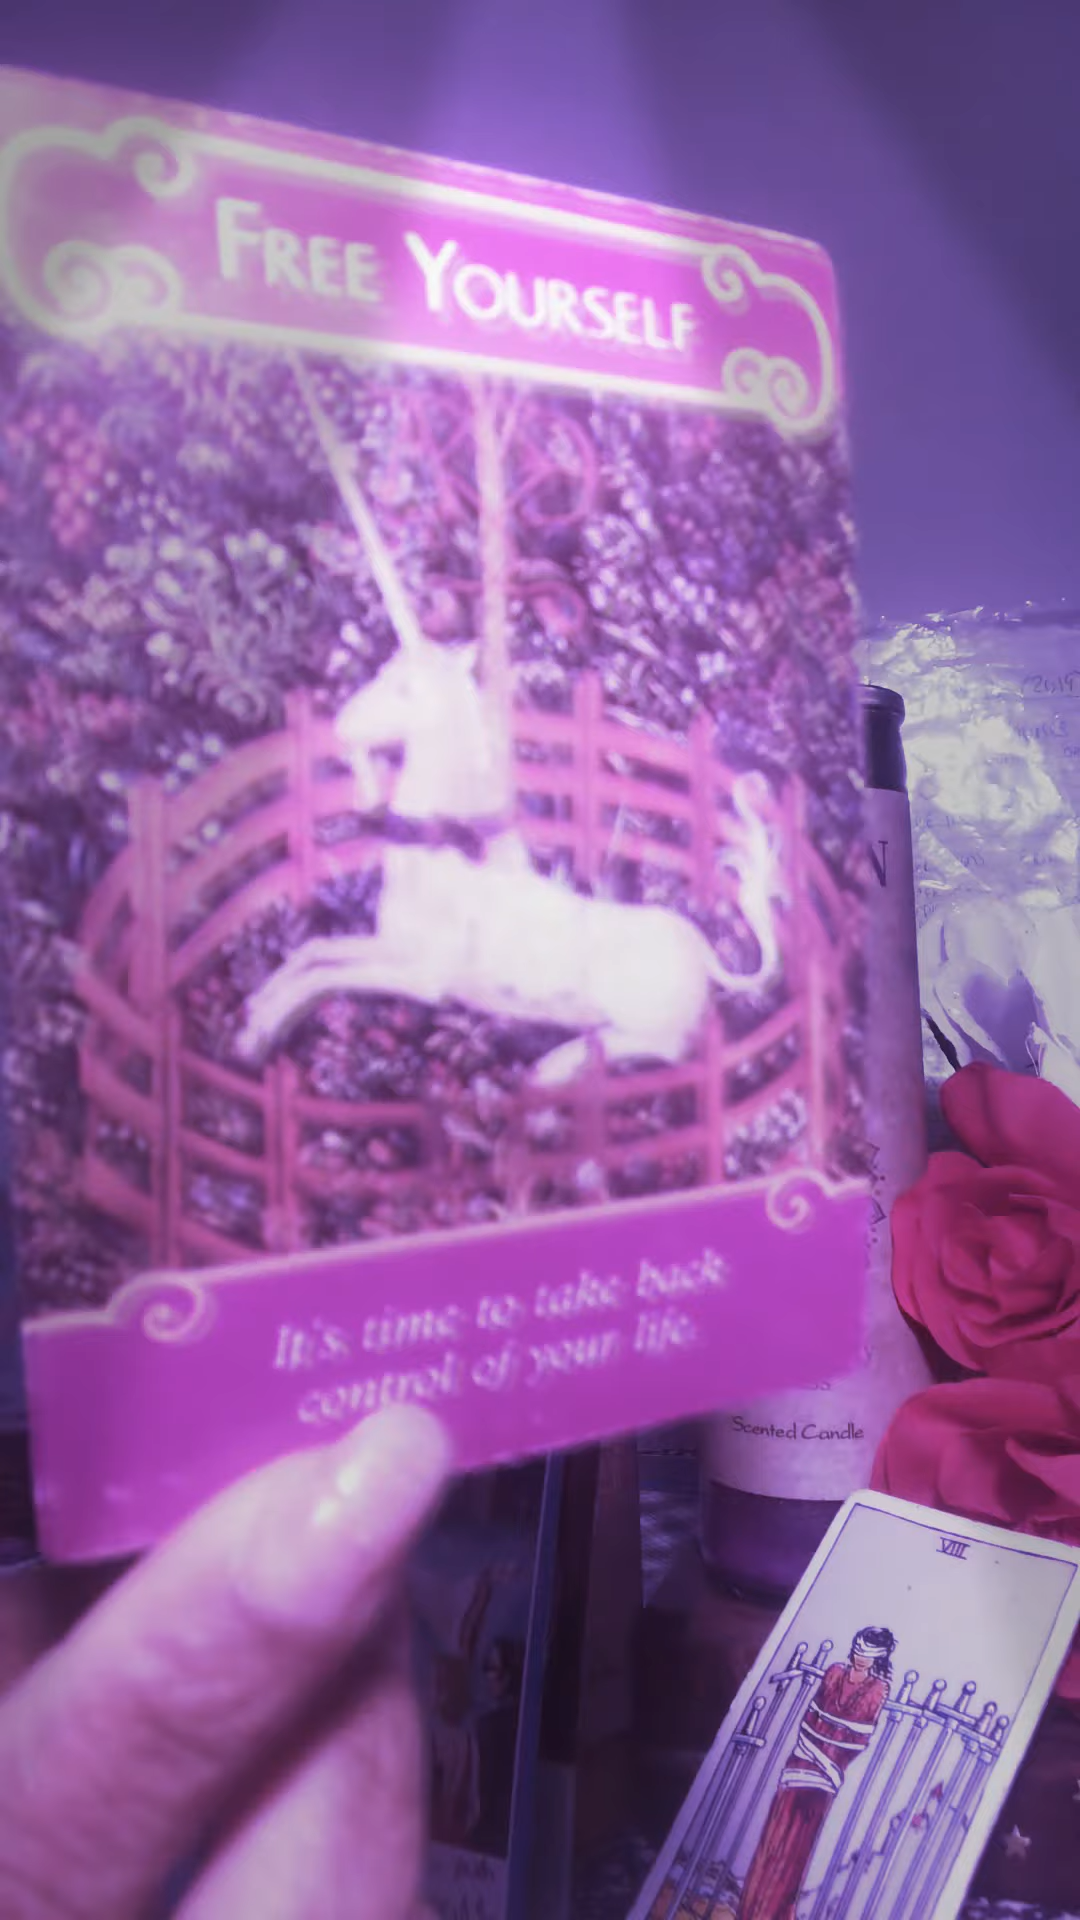 FREE YOURSELF
It's time to take back
control of your life.
N
Scented Candle
VIII